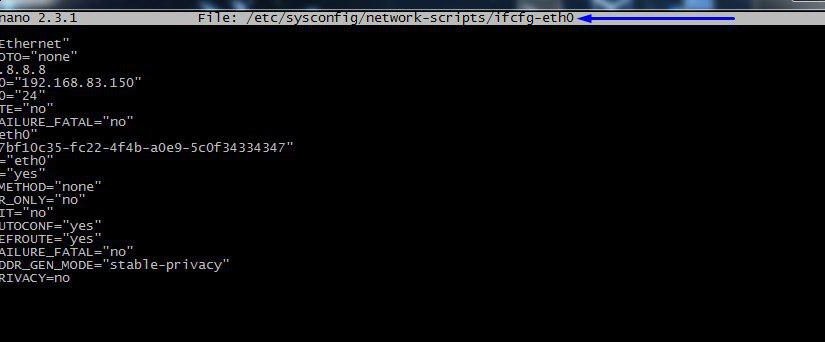 nano 2.3.1 File: /etc/sysconfig/network-scripts/ifcfg-eth0
Ethernet"
OTO="none"
.8.8.8
0="192.168.83.150"
0="24"
TE="no"
AILURE_FATAL="no"
eth0"
7bf10c35-fc22-4f4b-a0e9-5c0f34334347"
="eth0"
="yes"
METHOD="none"
R_ONLY="no"
IT="no"
UTOCONF="yes"
EFROUTE="yes"
AILURE_FATAL="no"
DDR_GEN_MODE="stable-privacy"
RIVACY=no